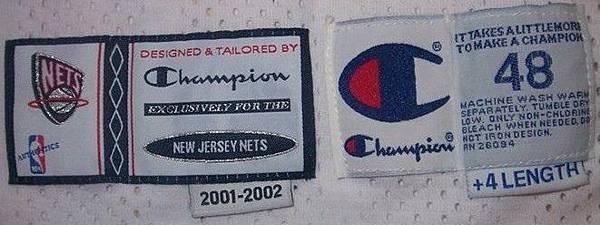 NETS
AUTHENTICS
DESIGNED & TAILORED BY
Champion
EXCLUSIVELY FOR THE
NEW JERSEY NETS
2001-2002
®
Champion®
IT TAKES A LITTLE MORE
TO MAKE A CHAMPION
48
MACHINE WASH WARM
SEPARATELY. TUMBLE DRY
LOW. ONLY NON-CHLORINE
BLEACH WHEN NEEDED. DO
NOT IRON DESIGN.
RN 26094
+4 LENGTH